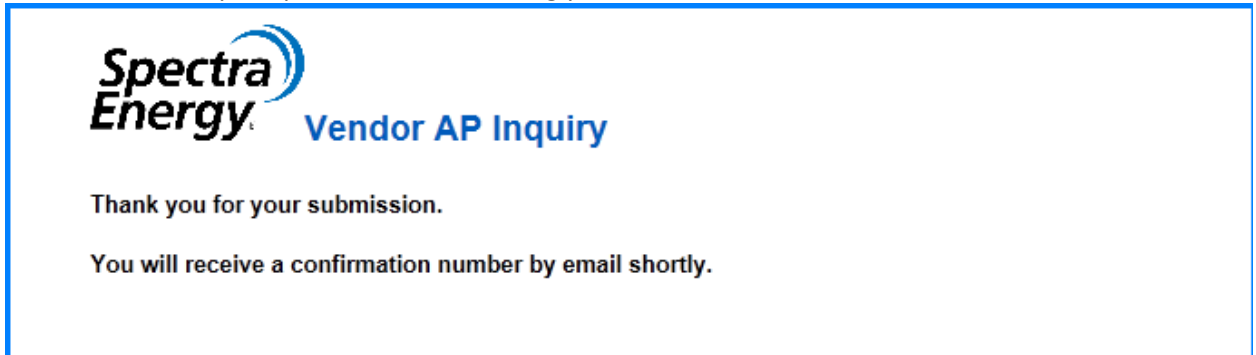 Spectra
Energy
Vendor AP Inquiry
Thank you for your submission.
You will receive a confirmation number by email shortly.